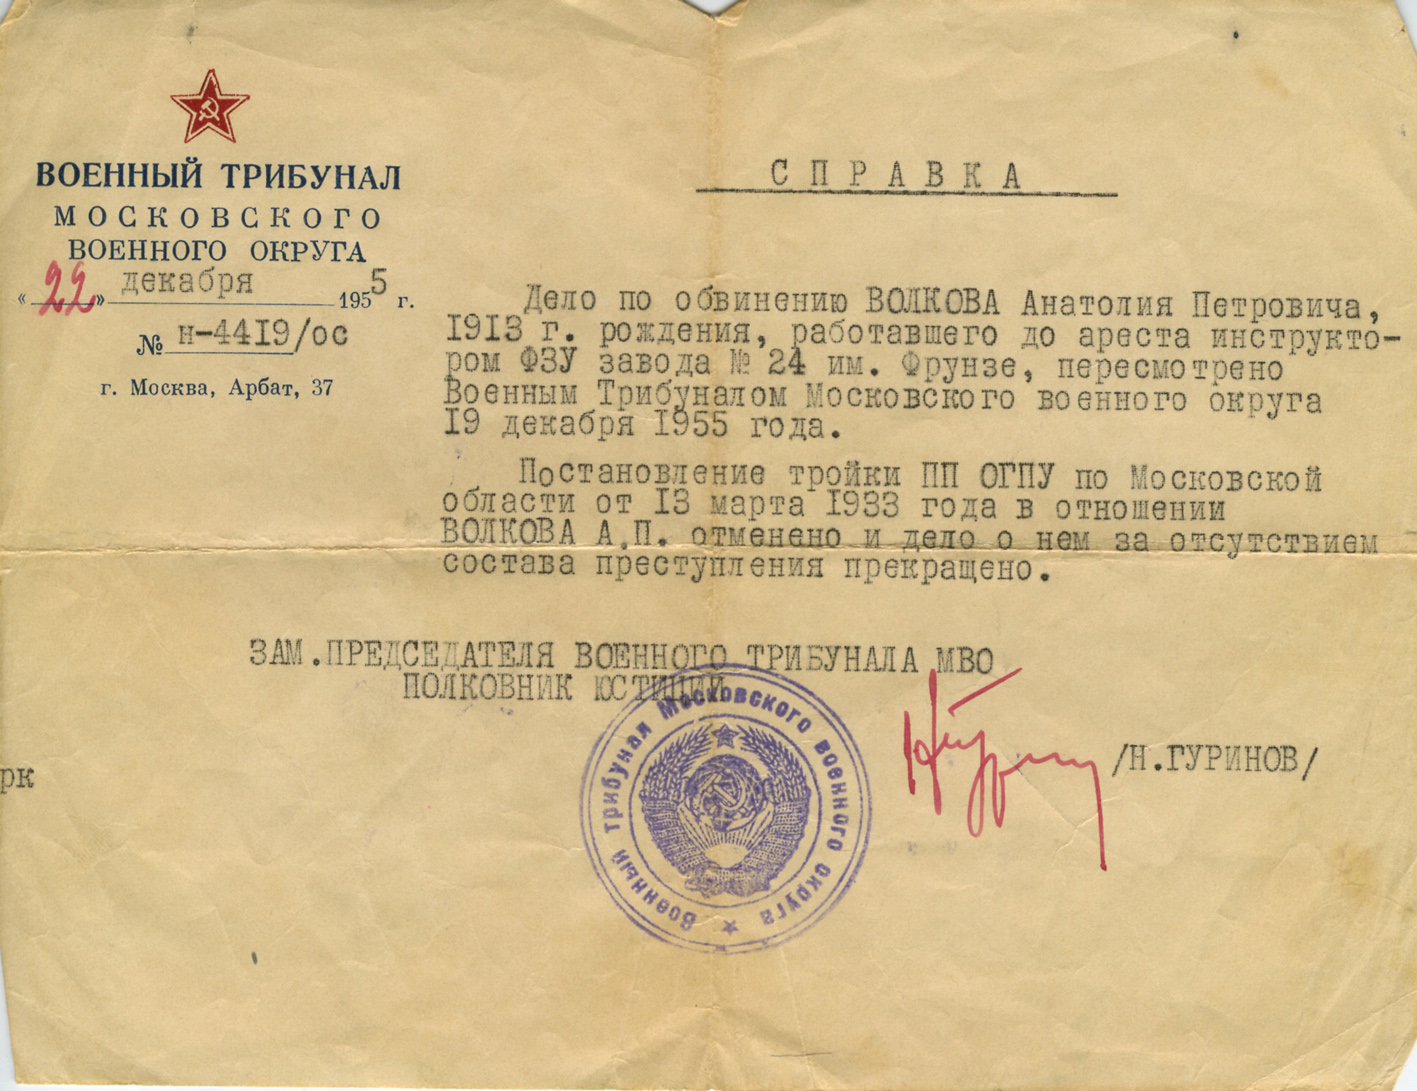 ВОЕННЫЙ ТРИБУНАЛ
МОСКОВСКОГО
ВОЕННОГО ОКРУГА
«22» декабря 1955 г.
№ н-4419/ос
г. Москва, Арбат, 37
СПРАВКА
Дело по обвинению ВОЛКОВА Анатолия Петровича,
1913 г. рождения, работавшего до ареста инструкто-
ром ФЗУ завода № 24 им. Фрунзе, пересмотрено
Военным Трибуналом Московского военного округа
19 декабря 1955 года.
Постановление тройки ПП ОГПУ по Московской
области от 13 марта 1933 года в отношении
ВОЛКОВА А.П. отменено и дело о нем за отсутствием
состава преступления прекращено.
ЗАМ.ПРЕДСЕДАТЕЛЯ ВОЕННОГО ТРИБУНАЛА МВО
ПОЛКОВНИК ЮСТИЦИИ
/Н.ГУРИНОВ/
рк
Военный трибунал Московского военного округа